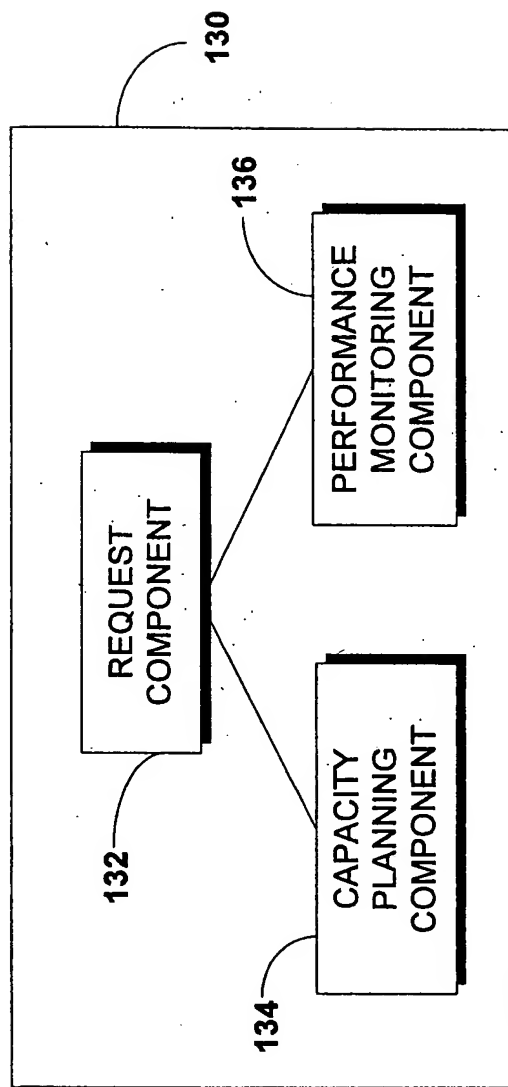 130
REQUEST
COMPONENT
132
136
PERFORMANCE
MONITORING
COMPONENT
CAPACITY
PLANNING
COMPONENT
134